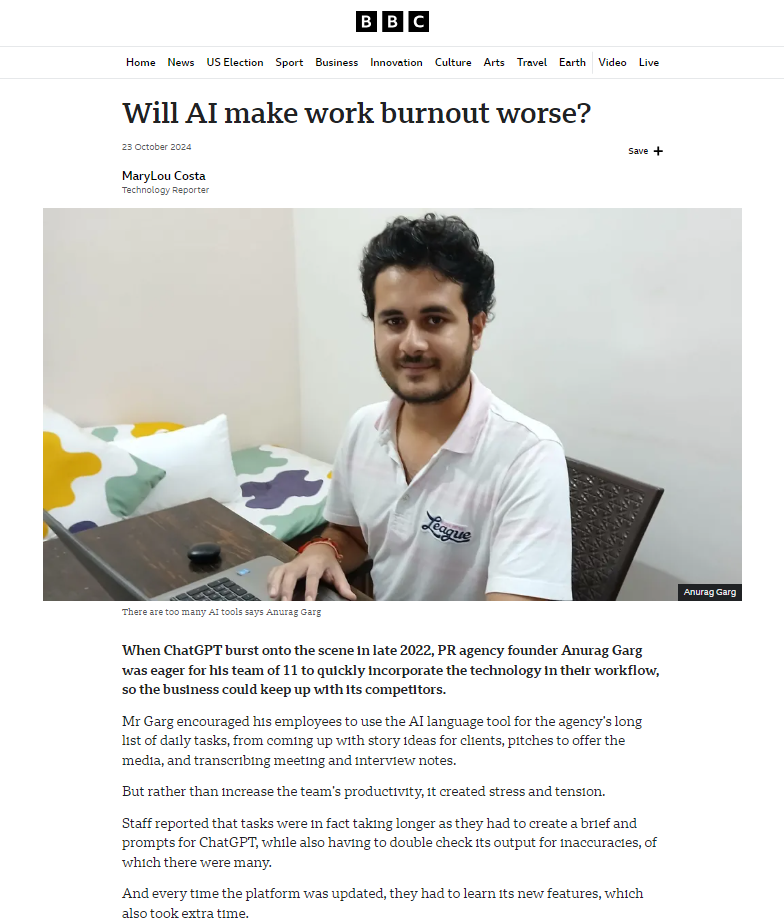 BBC
Home News US Election Sport Business Innovation Culture Arts Travel Earth Video Live
Will AI make work burnout worse?
23 October 2024
Save +
MaryLou Costa
Technology Reporter
League
Anurag Garg
There are too many AI tools says Anurag Garg
When ChatGPT burst onto the scene in late 2022, PR agency founder Anurag Garg
was eager for his team of 11 to quickly incorporate the technology in their workflow,
so the business could keep up with its competitors.
Mr Garg encouraged his employees to use the AI language tool for the agency's long
list of daily tasks, from coming up with story ideas for clients, pitches to offer the
media, and transcribing meeting and interview notes.
But rather than increase the team's productivity, it created stress and tension.
Staff reported that tasks were in fact taking longer as they had to create a brief and
prompts for ChatGPT, while also having to double check its output for inaccuracies, of
which there were many.
And every time the platform was updated, they had to learn its new features, which
also took extra time.